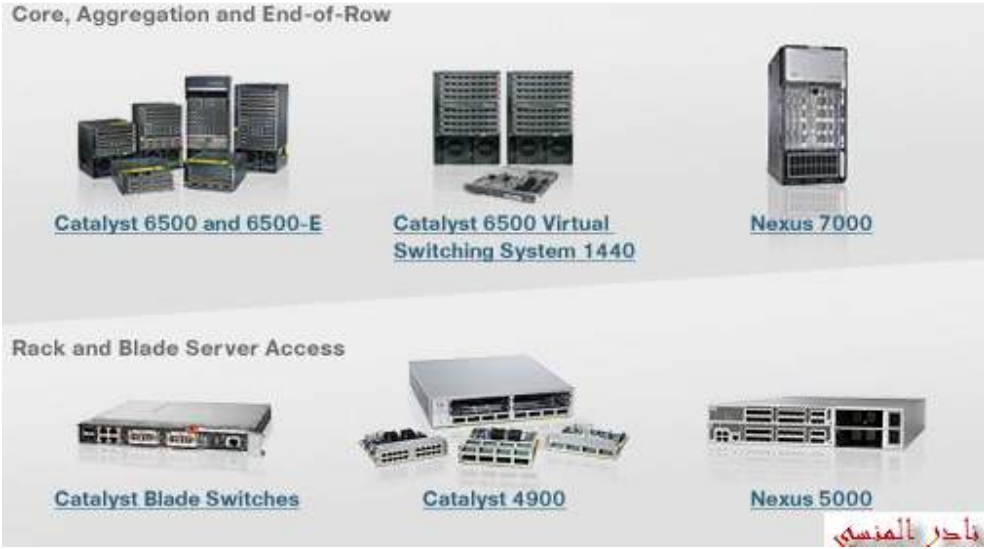 Core, Aggregation and End-of-Row
Catalyst 6500 and 6500-E
Catalyst 6500 Virtual
Switching System 1440
Nexus 7000
Rack and Blade Server Access
Catalyst Blade Switches
Catalyst 4900
Nexus 5000
نادر المنسي